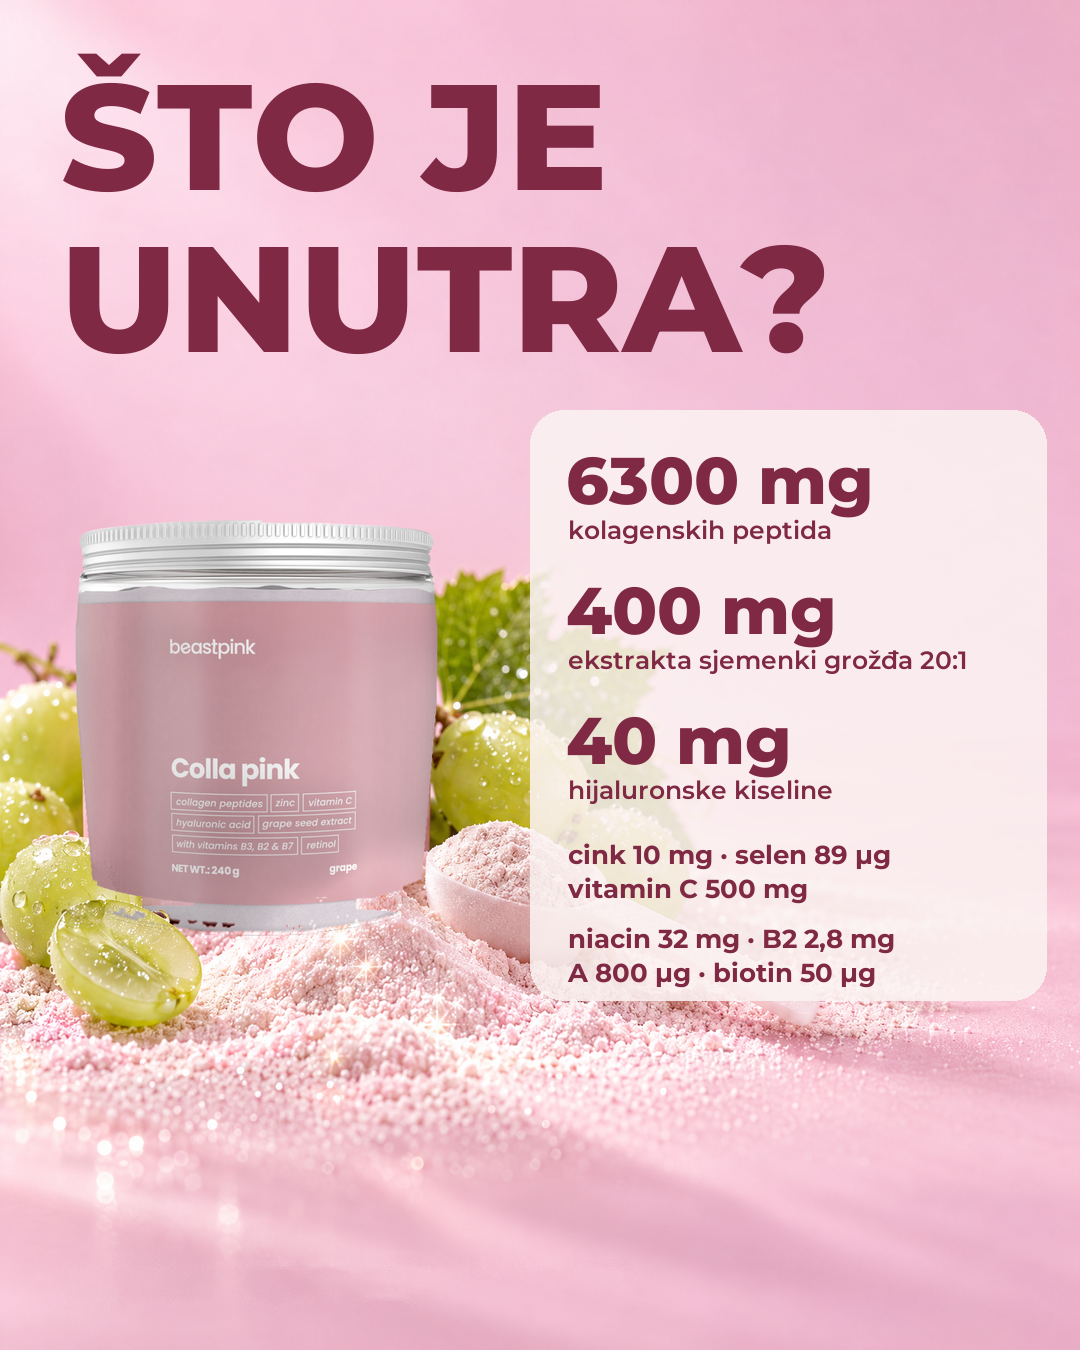 ŠTO JE
UNUTRA?
6300 mg
kolagenskih peptida
400 mg
ekstrakta sjemenki grožđa 20:1
40 mg
hijaluronske kiseline
cink 10 mg · selen 89 µg
vitamin C 500 mg
niacin 32 mg · B2 2,8 mg
A 800 µg · biotin 50 µg
beastpink
Colla pink
collagen peptides zinc vitamin C
hyaluronic acid grape seed extract
with vitamins B3, B2 & B7 retinol
NET WT.: 240 g grape